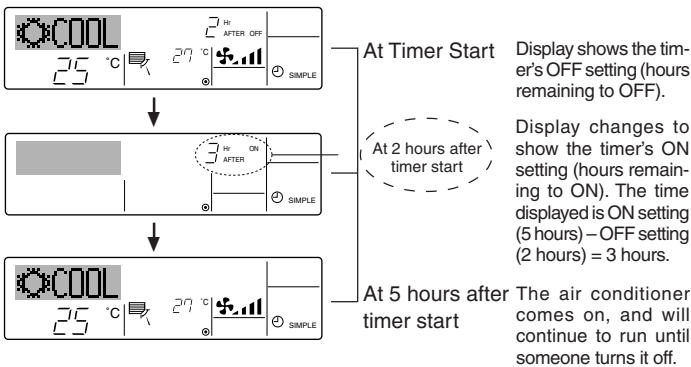 COOL
2 Hr AFTER OFF
25 °C
27 °C
SIMPLE
At Timer Start
Display shows the tim-
er's OFF setting (hours
remaining to OFF).
3 Hr AFTER ON
SIMPLE
At 2 hours after
timer start
Display changes to
show the timer's ON
setting (hours remain-
ing to ON). The time
displayed is ON setting
(5 hours) – OFF setting
(2 hours) = 3 hours.
COOL
25 °C
27 °C
SIMPLE
At 5 hours after
timer start
The air conditioner
comes on, and will
continue to run until
someone turns it off.